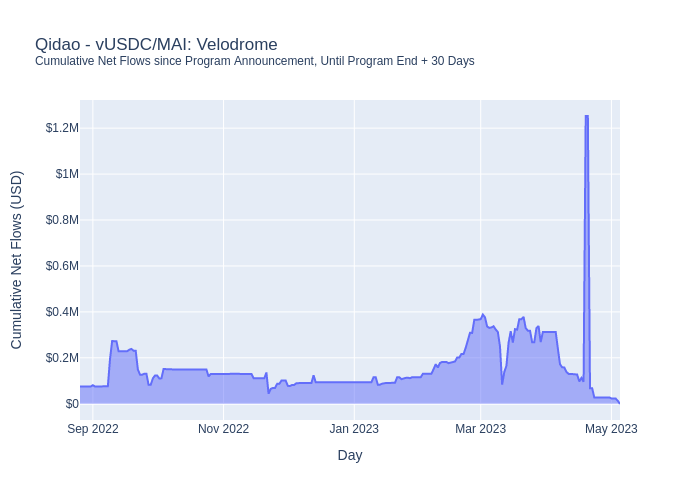 Qidao - vUSDC/MAI: Velodrome
Cumulative Net Flows since Program Announcement, Until Program End + 30 Days
Cumulative Net Flows (USD)
$1.2M
$1M
$0.8M
$0.6M
$0.4M
$0.2M
$0
Sep 2022
Nov 2022
Jan 2023
Mar 2023
May 2023
Day